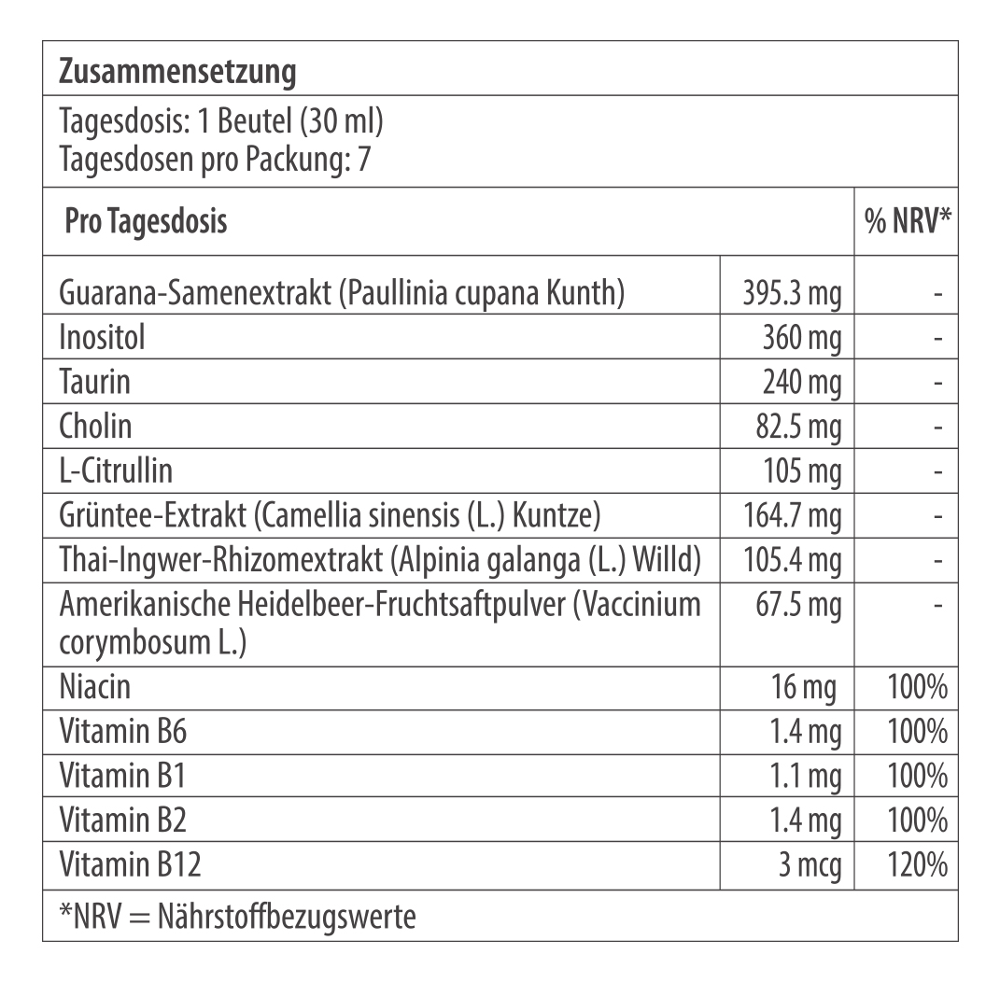 Zusammensetzung
Tagesdosis: 1 Beutel (30 ml)
Tagesdosen pro Packung: 7
Pro Tagesdosis % NRV*
Guarana-Samenextrakt (Paullinia cupana Kunth) 395.3 mg -
Inositol 360 mg -
Taurin 240 mg -
Cholin 82.5 mg -
L-Citrullin 105 mg -
Grüntee-Extrakt (Camellia sinensis (L.) Kuntze) 164.7 mg -
Thai-Ingwer-Rhizomextrakt (Alpinia galanga (L.) Willd) 105.4 mg -
Amerikanische Heidelbeer-Fruchtsaftpulver (Vaccinium 67.5 mg -
corymbosum L.)
Niacin 16 mg 100%
Vitamin B6 1.4 mg 100%
Vitamin B1 1.1 mg 100%
Vitamin B2 1.4 mg 100%
Vitamin B12 3 mcg 120%
*NRV = Nährstoffbezugswerte